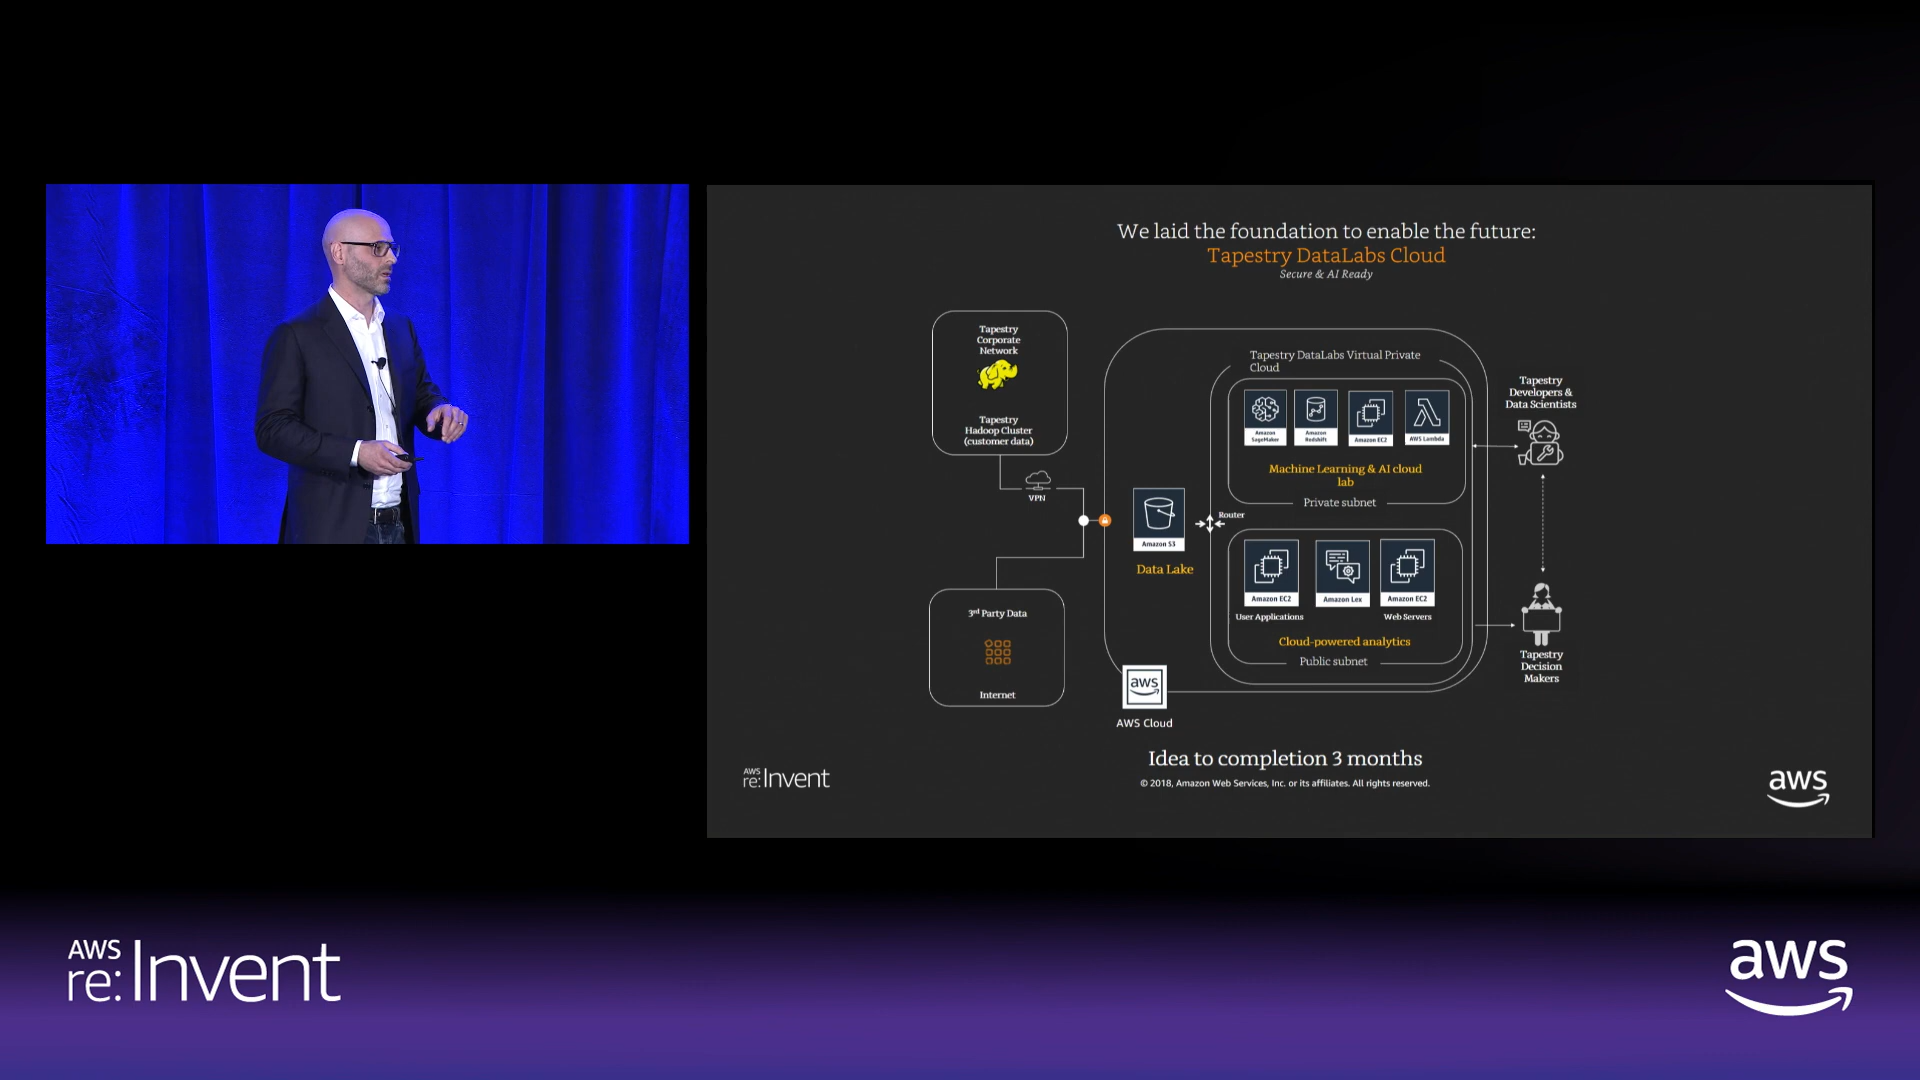 We laid the foundation to enable the future:
Tapestry DataLabs Cloud
Secure & AI Ready
Tapestry
Corporate
Network
Tapestry
Hadoop Cluster
(customer data)
VPN
3rd Party Data
Internet
Amazon S3
Data Lake
Router
aws
AWS Cloud
Tapestry DataLabs Virtual Private
Cloud
Amazon
SageMaker
Amazon
Redshift
Amazon EC2
AWS Lambda
Machine Learning & AI cloud
lab
Private subnet
Amazon EC2
Amazon Lex
Amazon EC2
User Applications
Web Servers
Cloud-powered analytics
Public subnet
Tapestry
Developers &
Data Scientists
Tapestry
Decision
Makers
Idea to completion 3 months
© 2018, Amazon Web Services, Inc. or its affiliates. All rights reserved.
AWS
re:Invent
aws
AWS
re:Invent
aws